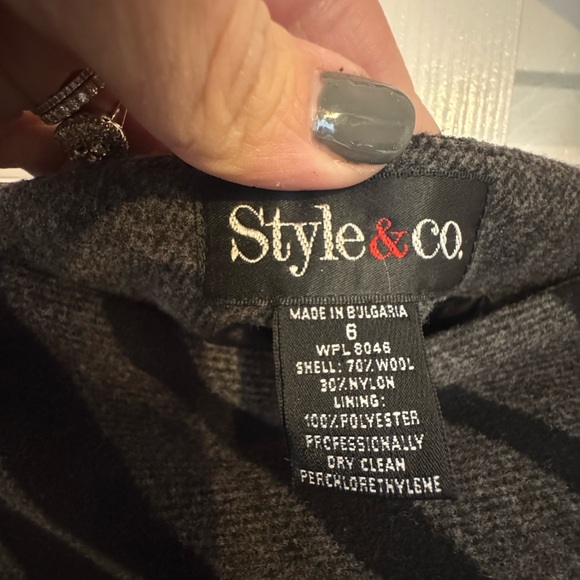 Style&co.
MADE IN BULGARIA
6
WPL 8046
SHELL: 70% WOOL
30% NYLON
LINING:
100% POLYESTER
PROFESSIONALLY
DRY CLEAN
PERCHLORETHYLENE